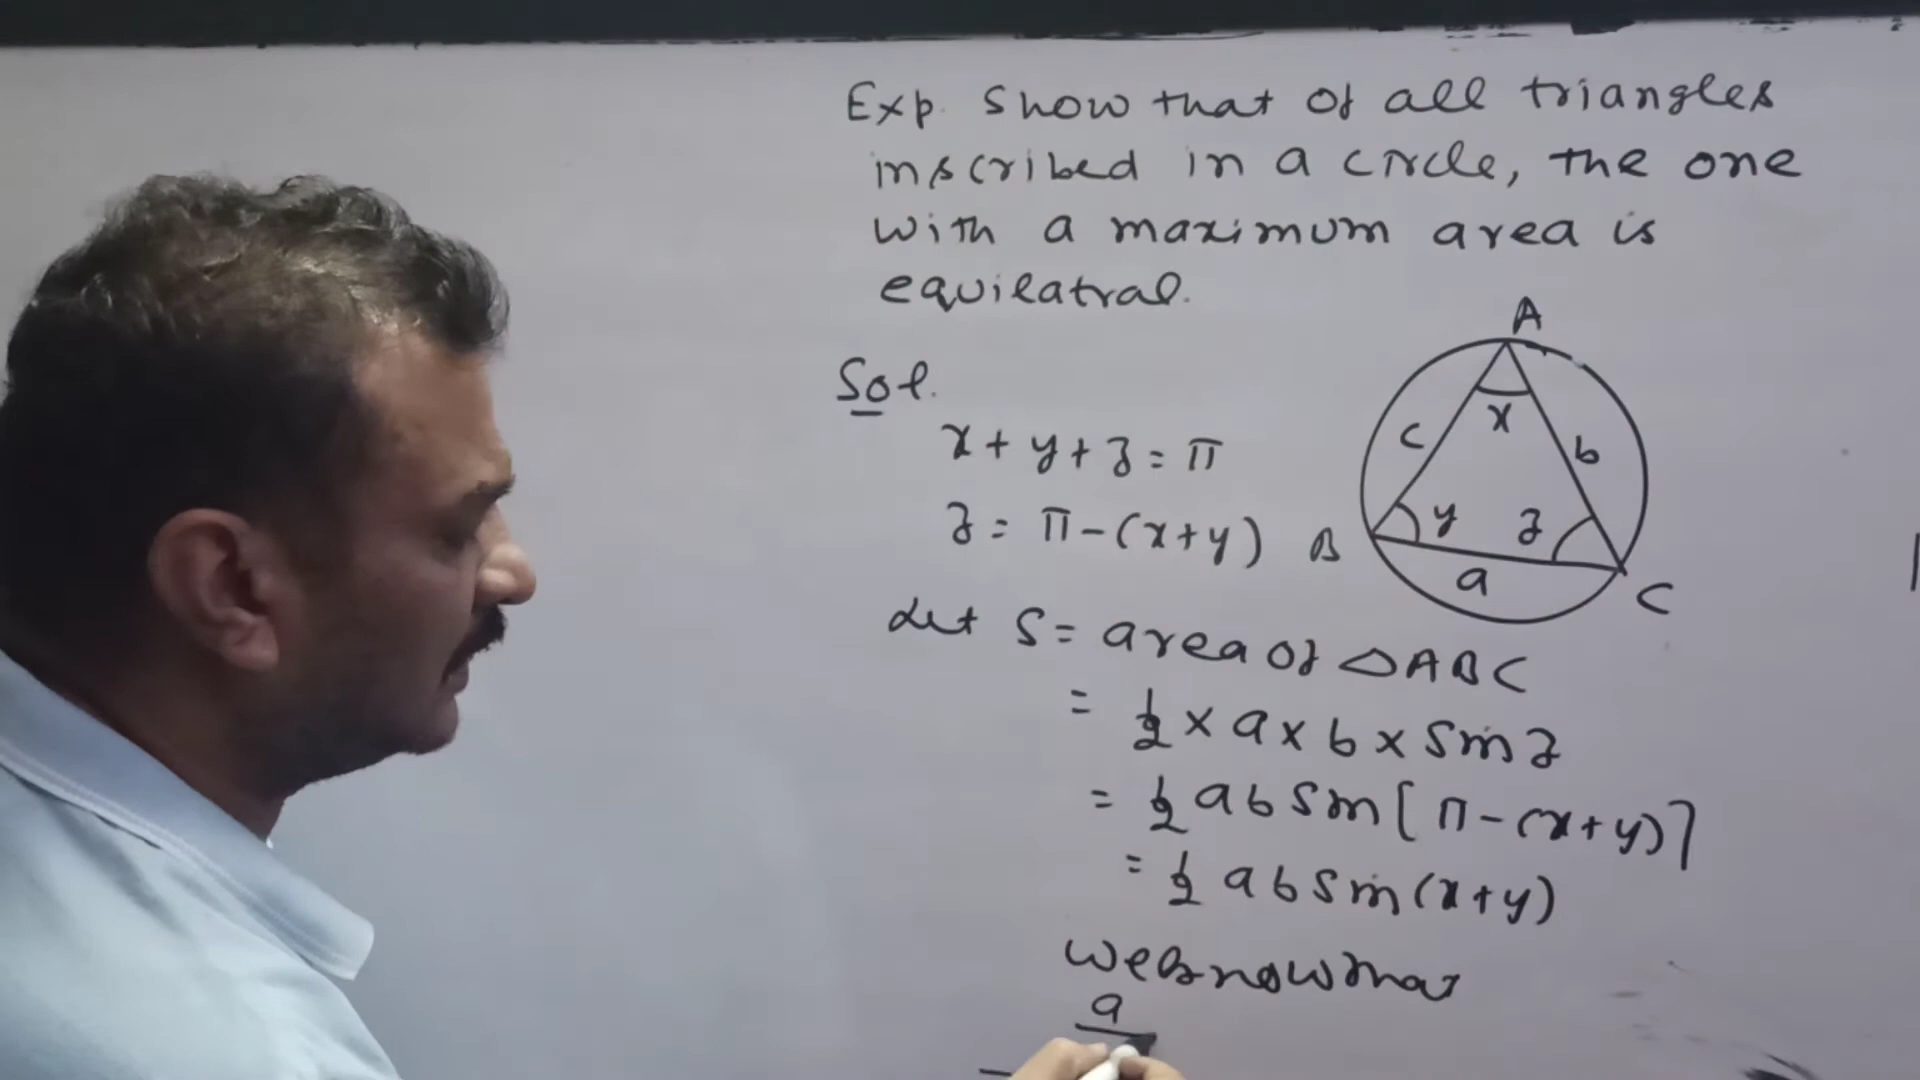 Exp. Show that of all triangles
inscribed in a circle, the one
with a maximum area is
equilatral.
Sol.
x + y + z = π
z = π - (x+y)
A
x
c
b
y
z
B
a
C
Let S = area of △ABC
= 1/2 × a × b × sin z
= 1/2 ab sin [π - (x+y)]
= 1/2 ab sin (x+y)
we know that
a